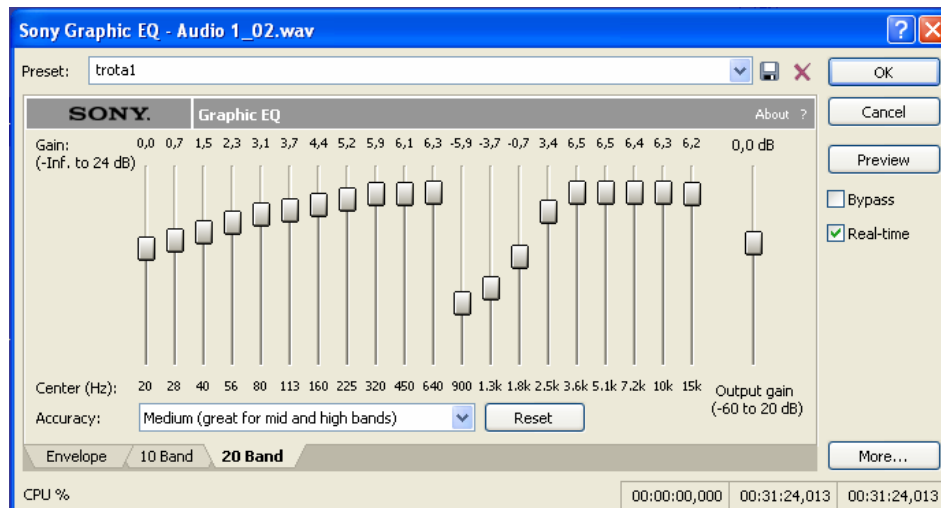 Sony Graphic EQ - Audio 1_02.wav
Preset: trota1
OK
SONY. Graphic EQ About ?
Cancel
Gain: 0,0 0,7 1,5 2,3 3,1 3,7 4,4 5,2 5,9 6,1 6,3 -5,9 -3,7 -0,7 3,4 6,5 6,5 6,4 6,3 6,2 0,0 dB
(-Inf. to 24 dB)
Preview
Bypass
Real-time
Center (Hz): 20 28 40 56 80 113 160 225 320 450 640 900 1.3k 1.8k 2.5k 3.6k 5.1k 7.2k 10k 15k Output gain
(-60 to 20 dB)
Accuracy: Medium (great for mid and high bands) Reset
Envelope 10 Band 20 Band
More...
CPU % 00:00:00,000 00:31:24,013 00:31:24,013